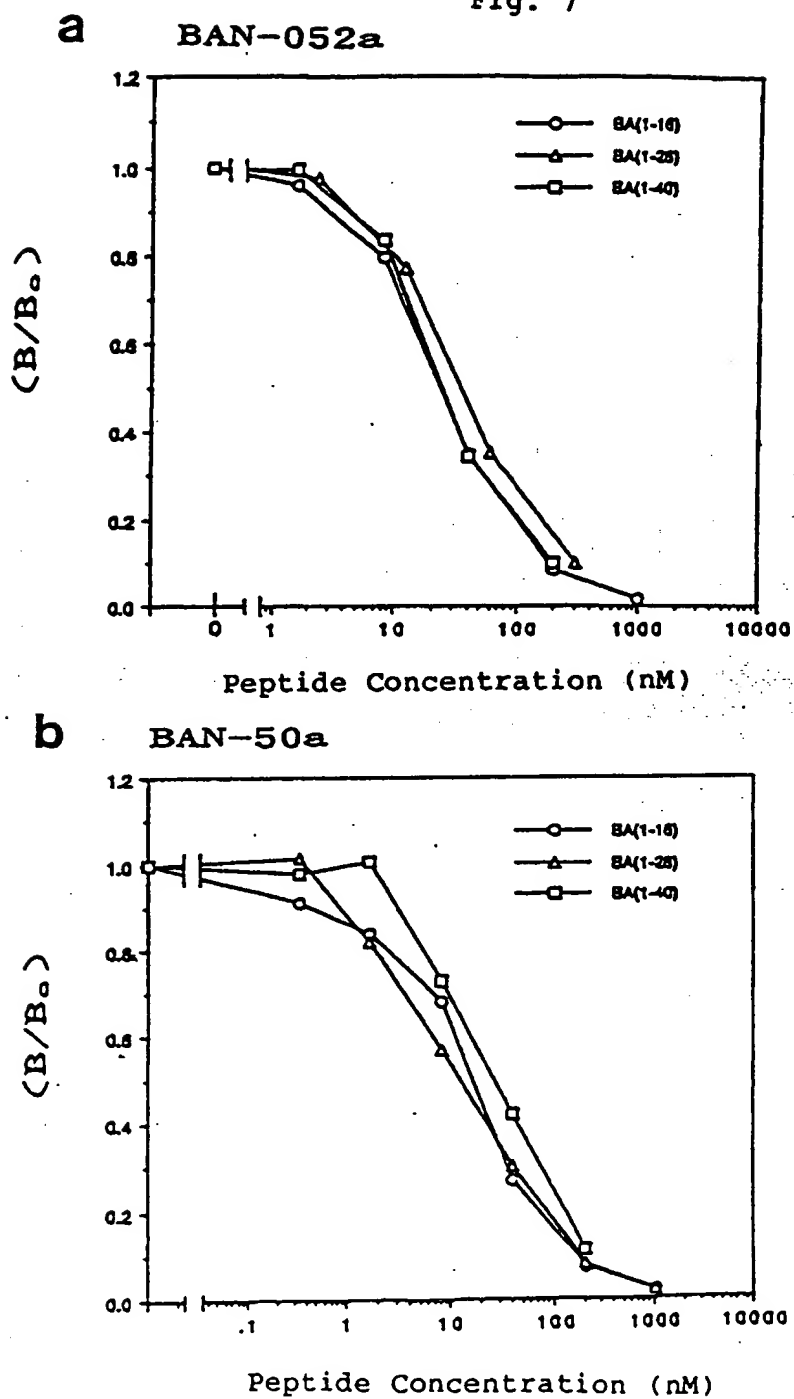 Fig. 7
a BAN-052a
1.2
1.0
0.8
0.6
0.4
0.2
0.0
(B/Bo)
BA(1-16)
BA(1-28)
BA(1-40)
0 1 10 100 1000 10000
Peptide Concentration (nM)
b BAN-50a
1.2
1.0
0.8
0.6
0.4
0.2
0.0
(B/Bo)
BA(1-16)
BA(1-28)
BA(1-40)
.1 1 10 100 1000 10000
Peptide Concentration (nM)